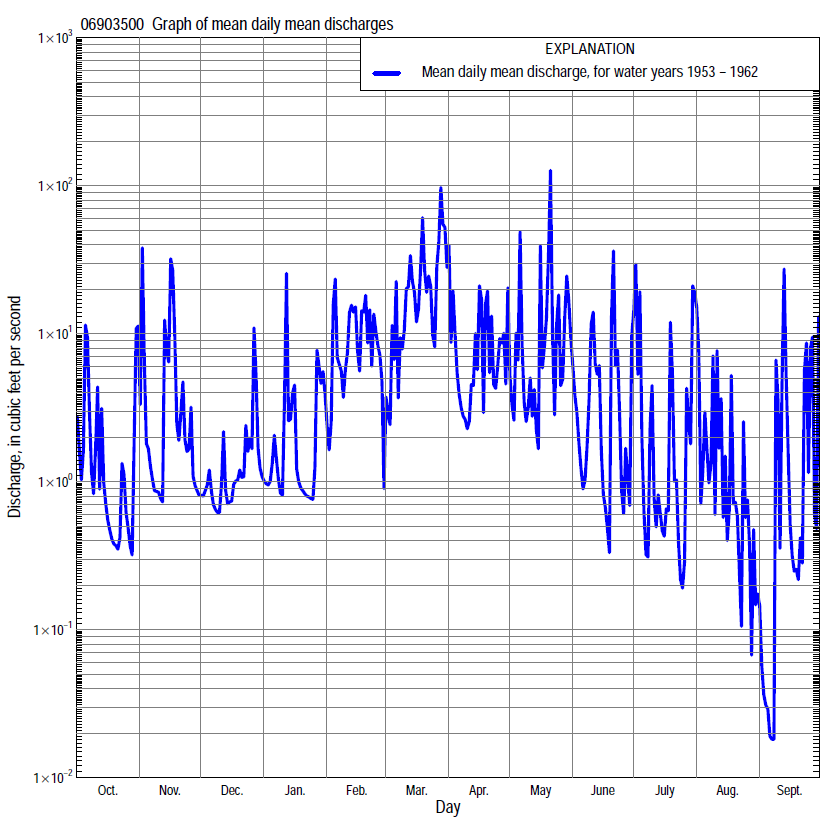 06903500 Graph of mean daily mean discharges
EXPLANATION
Mean daily mean discharge, for water years 1953 – 1962
1×10³
1×10²
1×10¹
1×10⁰
1×10⁻¹
1×10⁻²
Discharge, in cubic feet per second
Oct. Nov. Dec. Jan. Feb. Mar. Apr. May June July Aug. Sept.
Day